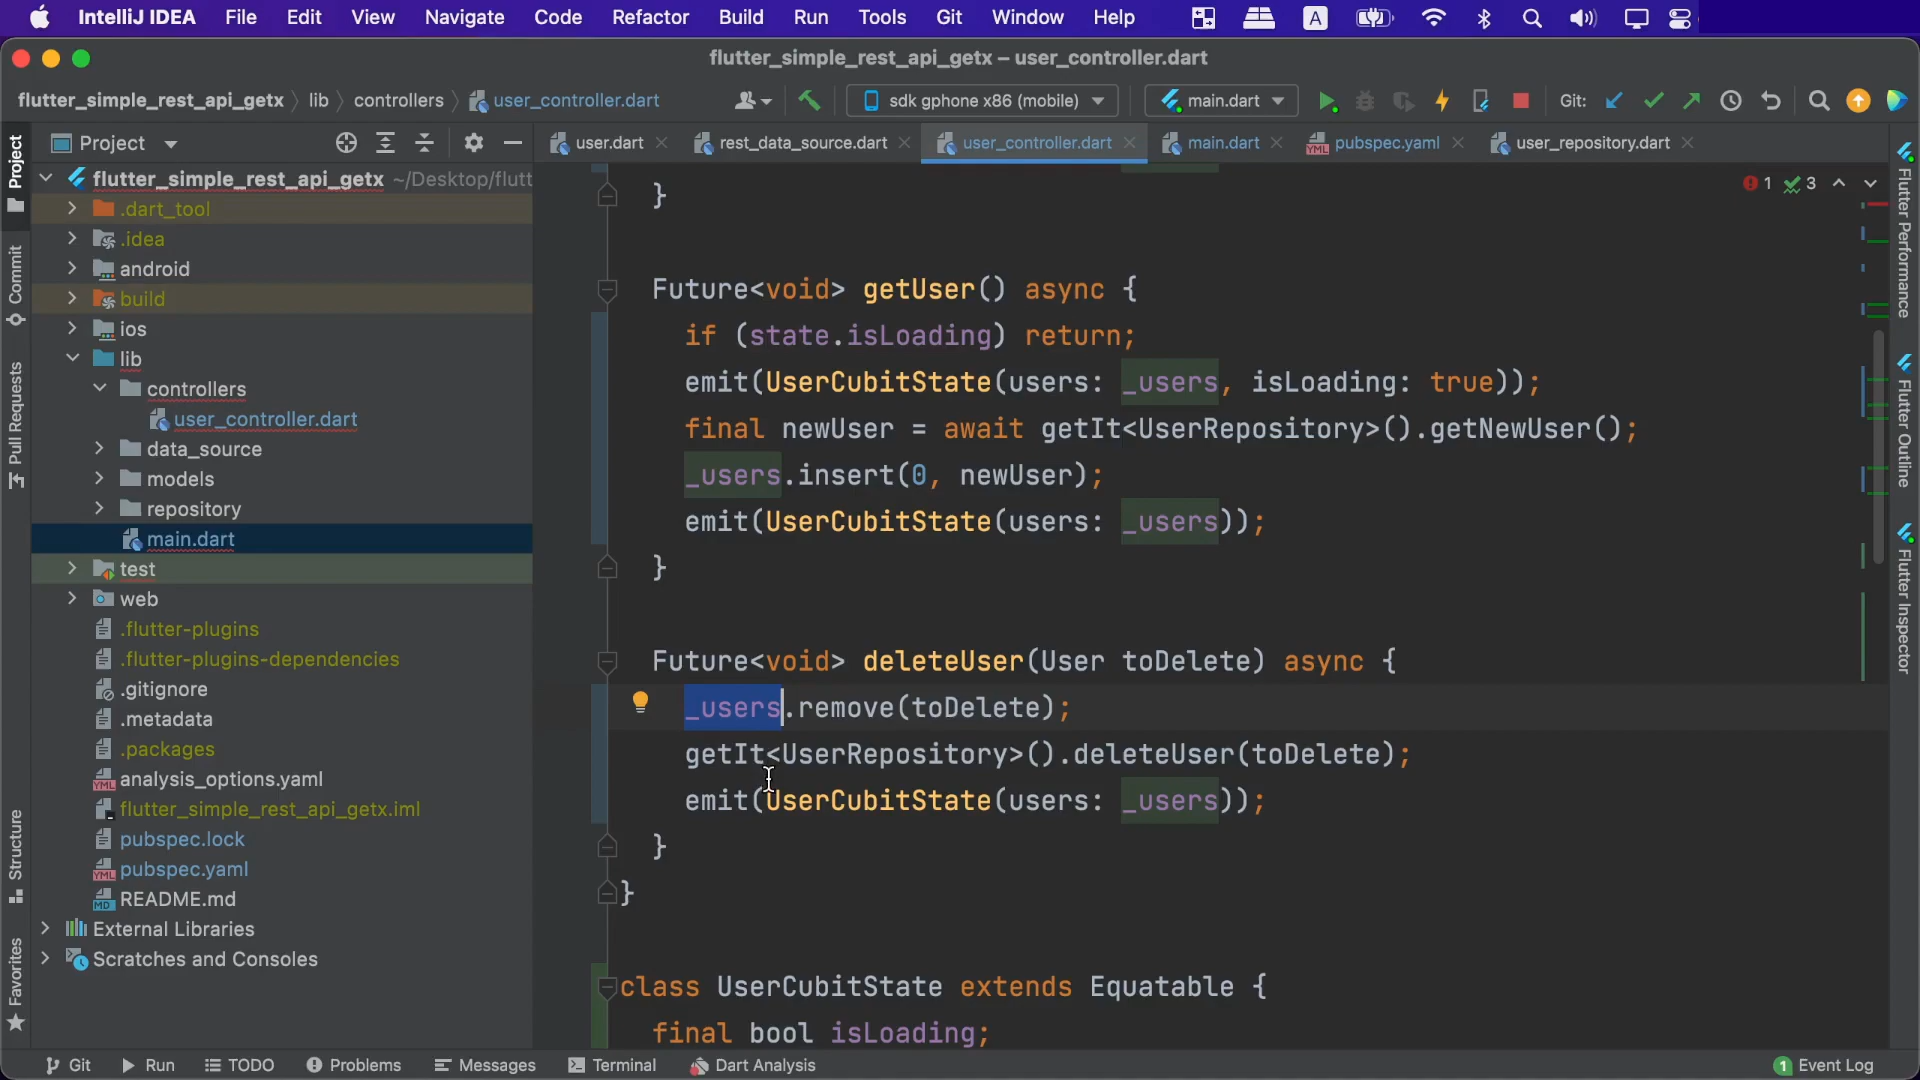 IntelliJ IDEA File Edit View Navigate Code Refactor Build Run Tools Git Window Help A
flutter_simple_rest_api_getx – user_controller.dart
flutter_simple_rest_api_getx lib controllers user_controller.dart sdk gphone x86 (mobile) main.dart Git:
Project user.dart rest_data_source.dart user_controller.dart main.dart pubspec.yaml user_repository.dart
Project
Commit
Pull Requests
Structure
Favorites
flutter_simple_rest_api_getx ~/Desktop/flutt
.dart_tool
.idea
android
build
ios
lib
controllers
user_controller.dart
data_source
models
repository
main.dart
test
web
.flutter-plugins
.flutter-plugins-dependencies
.gitignore
.metadata
.packages
analysis_options.yaml
flutter_simple_rest_api_getx.iml
pubspec.lock
pubspec.yaml
README.md
External Libraries
Scratches and Consoles
1 3
}
Future<void> getUser() async {
if (state.isLoading) return;
emit(UserCubitState(users: _users, isLoading: true));
final newUser = await getIt<UserRepository>().getNewUser();
_users.insert(0, newUser);
emit(UserCubitState(users: _users));
}
Future<void> deleteUser(User toDelete) async {
_users.remove(toDelete);
getIt<UserRepository>().deleteUser(toDelete);
emit(UserCubitState(users: _users));
}
}
class UserCubitState extends Equatable {
final bool isLoading;
Flutter Performance
Flutter Outline
Flutter Inspector
Git Run TODO Problems Messages Terminal Dart Analysis 1 Event Log